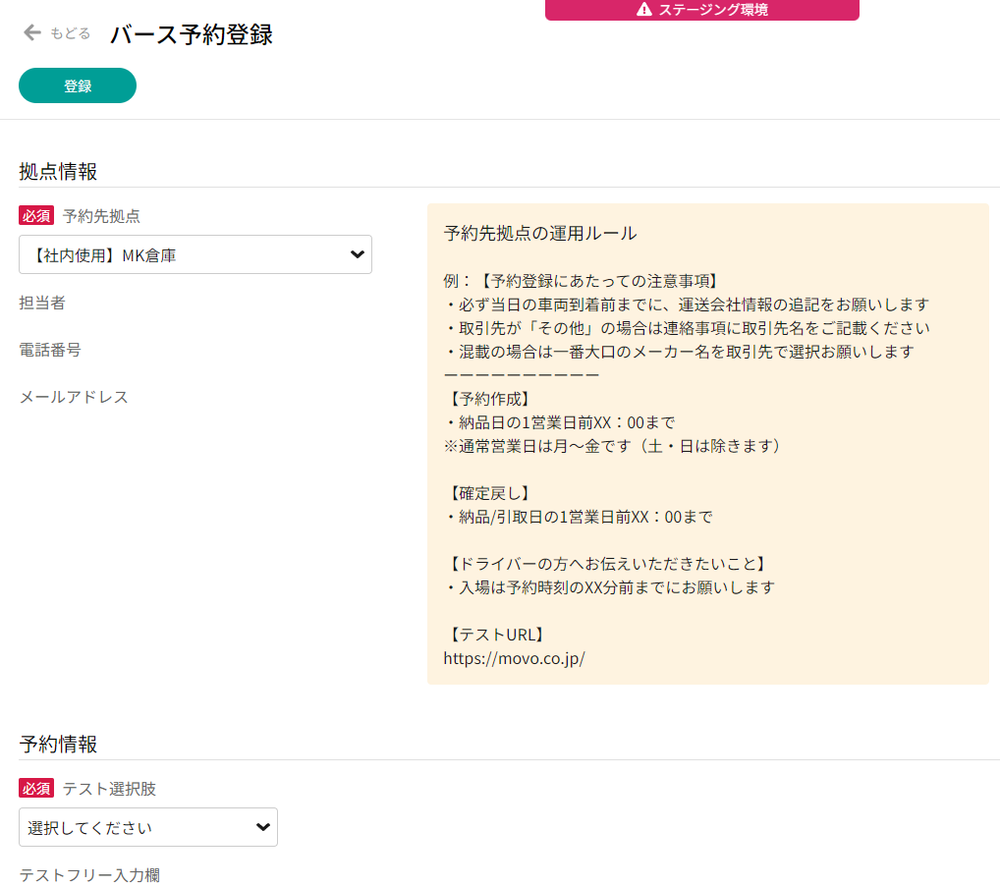 ステージング環境
もどる
バース予約登録
登録
拠点情報
必須 予約先拠点
【社内使用】MK倉庫
担当者
電話番号
メールアドレス
予約先拠点の運用ルール
例：【予約登録にあたっての注意事項】
・必ず当日の車両到着前までに、運送会社情報の追記をお願いします
・取引先が「その他」の場合は連絡事項に取引先名をご記載ください
・混載の場合は一番大口のメーカー名を取引先で選択お願いします
ーーーーーーーーーー
【予約作成】
・納品日の1営業日前XX：00まで
※通常営業日は月〜金です（土・日は除きます）
【確定戻し】
・納品/引取日の1営業日前XX：00まで
【ドライバーの方へお伝えいただきたいこと】
・入場は予約時刻のXX分前までにお願いします
【テストURL】
https://movo.co.jp/
予約情報
必須 テスト選択肢
選択してください
テストフリー入力欄